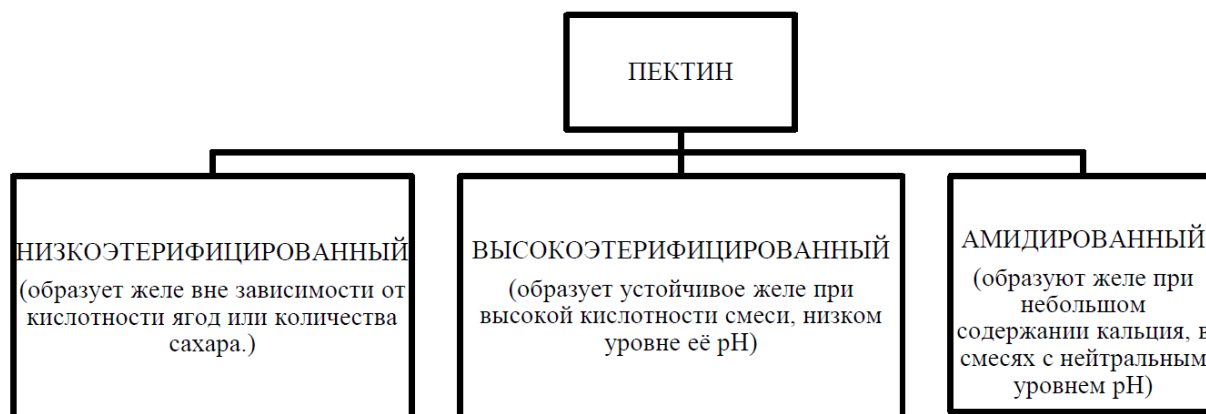 ПЕКТИН
НИЗКОЭТЕРИФИЦИРОВАННЫЙ
(образует желе вне зависимости от
кислотности ягод или количества
сахара.)
ВЫСОКОЭТЕРИФИЦИРОВАННЫЙ
(образует устойчивое желе при
высокой кислотности смеси, низком
уровне её pH)
АМИДИРОВАННЫЙ
(образуют желе при
небольшом
содержании кальция, в
смесях с нейтральным
уровнем pH)